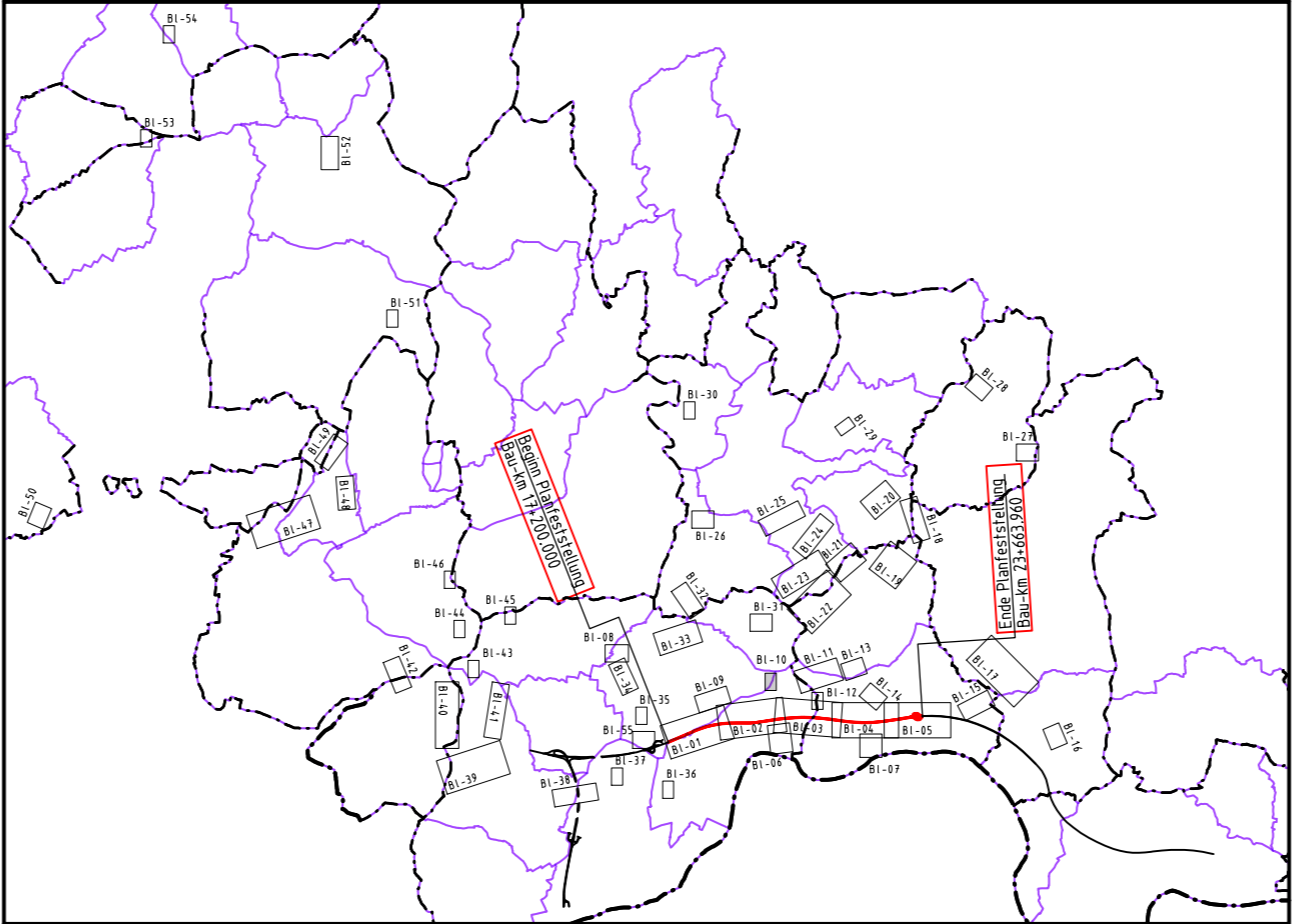 Bl-54
Bl-53
Bl-52
Bl-51
Bl-28
Bl-30
Bl-29
Bl-27
Bl-49
Bl-48
Bl-47
Bl-50
Beginn Planfeststellung
Bau-km 17+200.000
Ende Planfeststellung
Bau-km 23+663.960
Bl-20
Bl-25
Bl-18
Bl-26
Bl-24
Bl-21
Bl-19
Bl-23
Bl-22
Bl-46
Bl-45
Bl-44
Bl-32
Bl-31
Bl-33
Bl-08
Bl-43
Bl-42
Bl-34
Bl-10
Bl-11
Bl-13
Bl-17
Bl-09
Bl-12
Bl-14
Bl-15
Bl-40
Bl-41
Bl-35
Bl-55
Bl-01
Bl-02
Bl-03
Bl-04
Bl-05
Bl-16
Bl-06
Bl-07
Bl-39
Bl-38
Bl-37
Bl-36